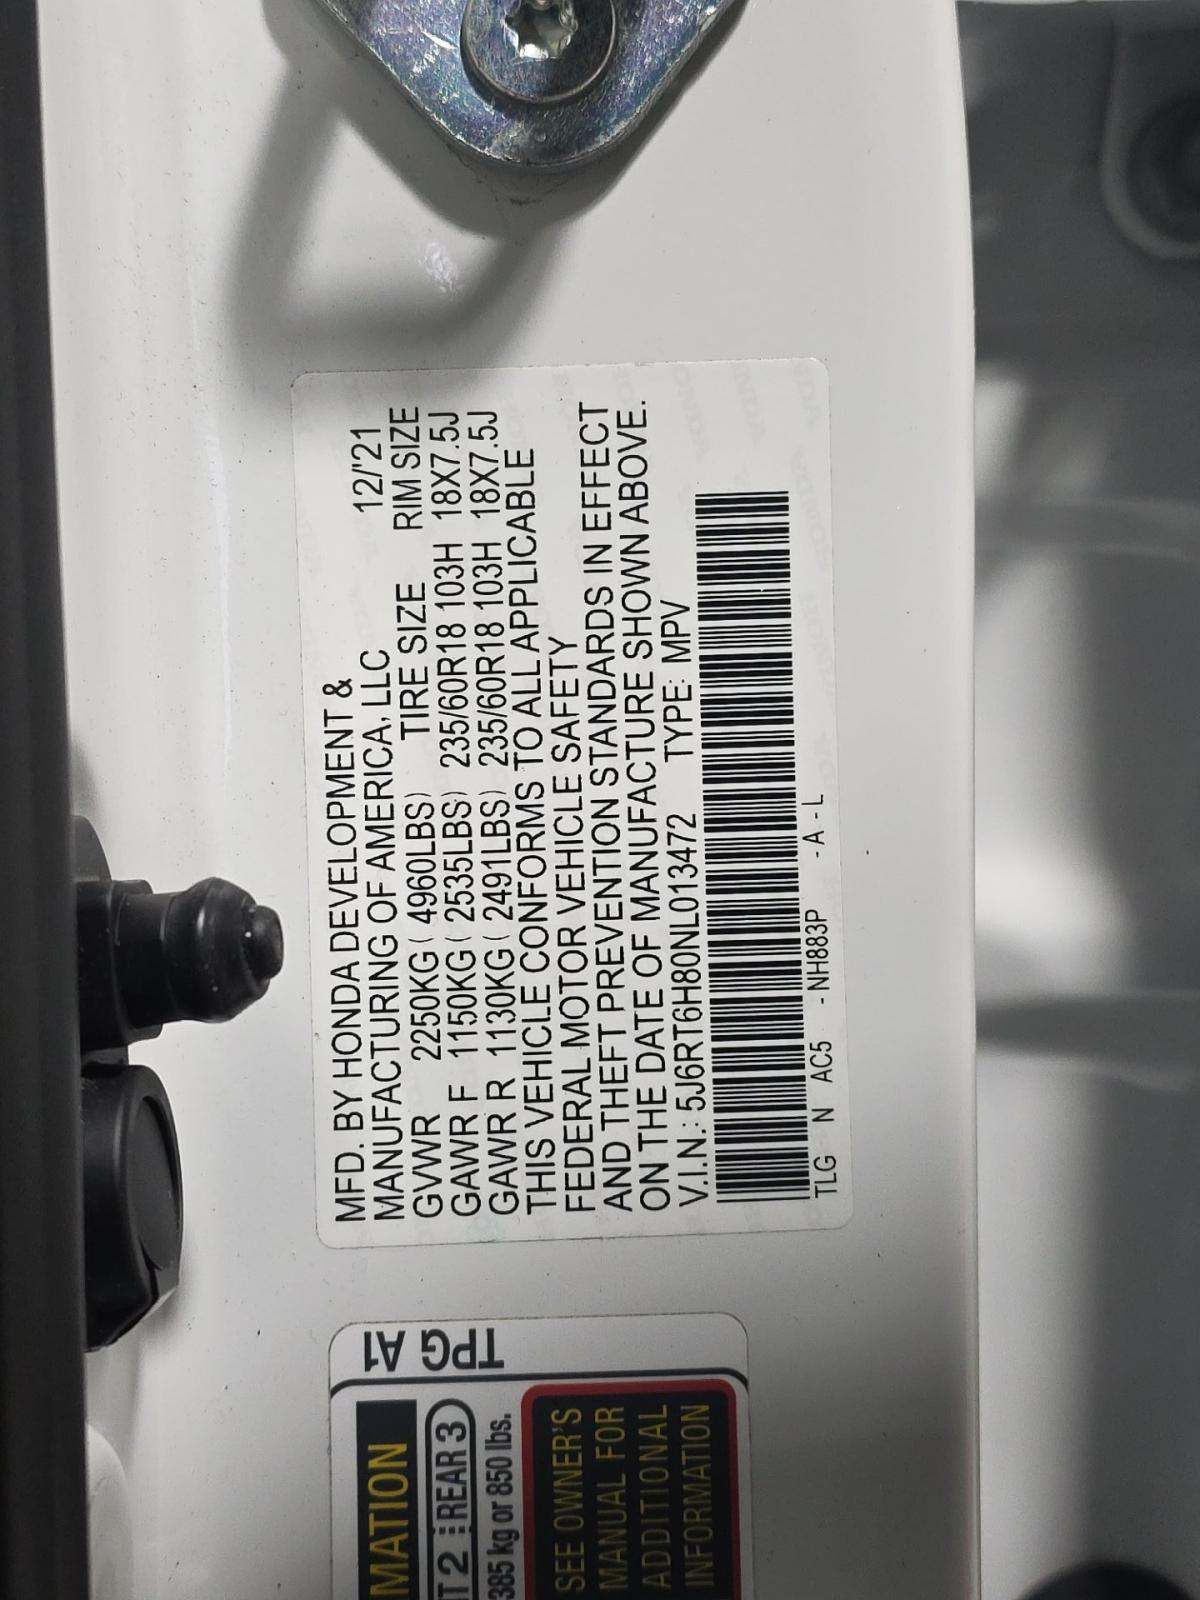 MFD. BY HONDA DEVELOPMENT &
MANUFACTURING OF AMERICA, LLC 12/'21
GVWR 2250KG ( 4960LBS) TIRE SIZE RIM SIZE
GAWR F 1150KG ( 2535LBS) 235/60R18 103H 18X7.5J
GAWR R 1130KG ( 2491LBS) 235/60R18 103H 18X7.5J
THIS VEHICLE CONFORMS TO ALL APPLICABLE
FEDERAL MOTOR VEHICLE SAFETY
AND THEFT PREVENTION STANDARDS IN EFFECT
ON THE DATE OF MANUFACTURE SHOWN ABOVE.
V.I.N.: 5J6RT6H80NL013472 TYPE: MPV
TLG N AC5 -NH883P -A-L
TPG A1
MATION
T 2 REAR 3
385 kg or 850 lbs.
SEE OWNER'S
MANUAL FOR
ADDITIONAL
INFORMATION